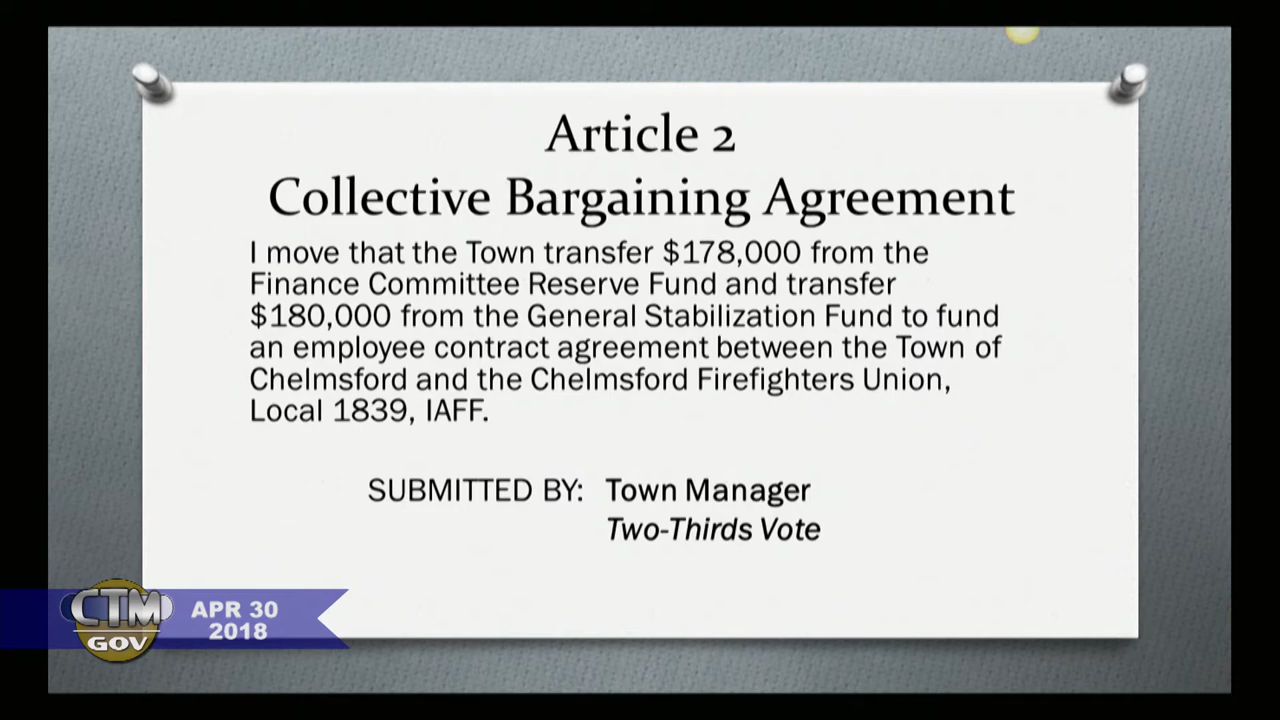 Article 2
Collective Bargaining Agreement
I move that the Town transfer $178,000 from the
Finance Committee Reserve Fund and transfer
$180,000 from the General Stabilization Fund to fund
an employee contract agreement between the Town of
Chelmsford and the Chelmsford Firefighters Union,
Local 1839, IAFF.
SUBMITTED BY: Town Manager
Two-Thirds Vote
CTM
GOV
APR 30
2018